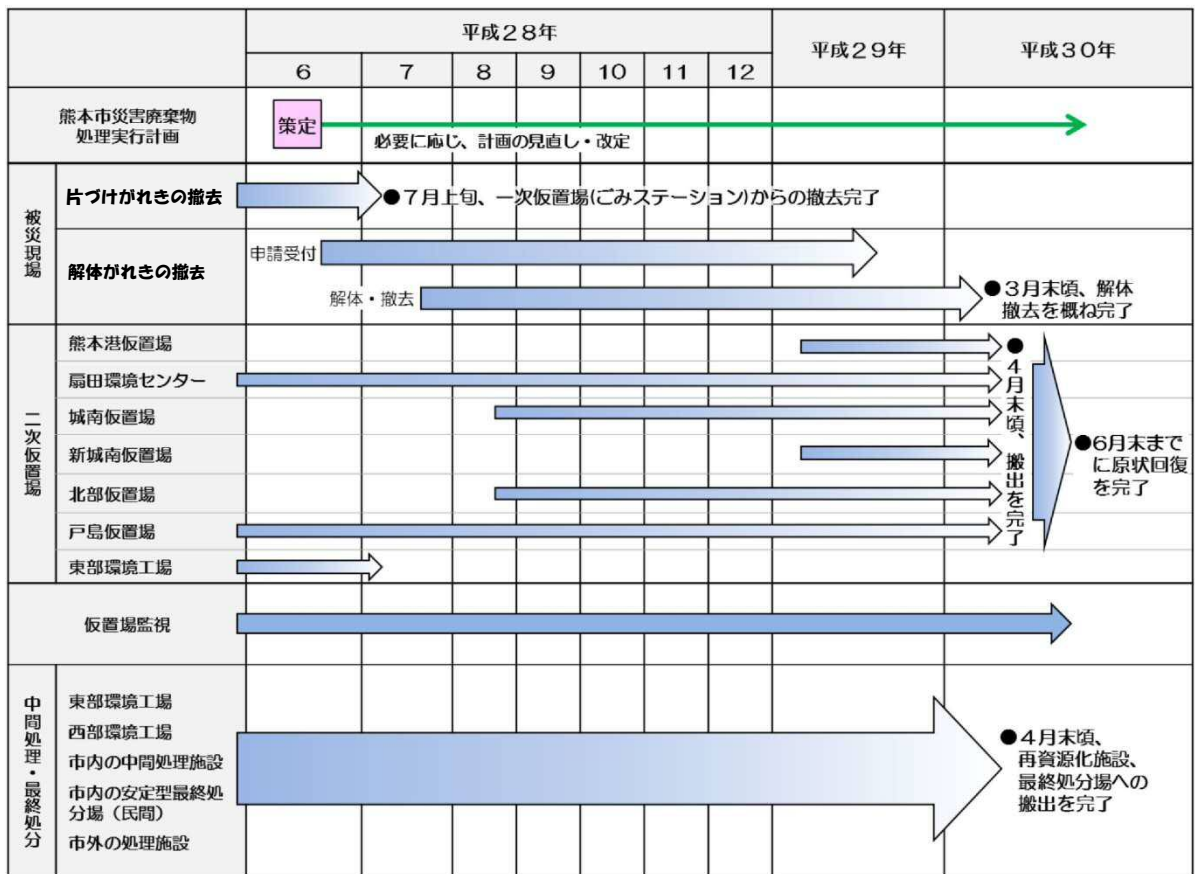 平成２８年
平成２９年
平成３０年
６
７
８
９
１０
１１
１２
熊本市災害廃棄物
処理実行計画
策定
必要に応じ、計画の見直し・改定
被災現場
片づけがれきの撤去
●７月上旬、一次仮置場(ごみステーション)からの撤去完了
解体がれきの撤去
申請受付
解体・撤去
●３月末頃、解体
撤去を概ね完了
二次仮置場
熊本港仮置場
扇田環境センター
城南仮置場
新城南仮置場
北部仮置場
戸島仮置場
東部環境工場
●４月末頃、搬出を完了
●６月末まで
に原状回復
を完了
仮置場監視
中間処理・最終処分
東部環境工場
西部環境工場
市内の中間処理施設
市内の安定型最終処
分場（民間）
市外の処理施設
●４月末頃、
再資源化施設、
最終処分場への
搬出を完了